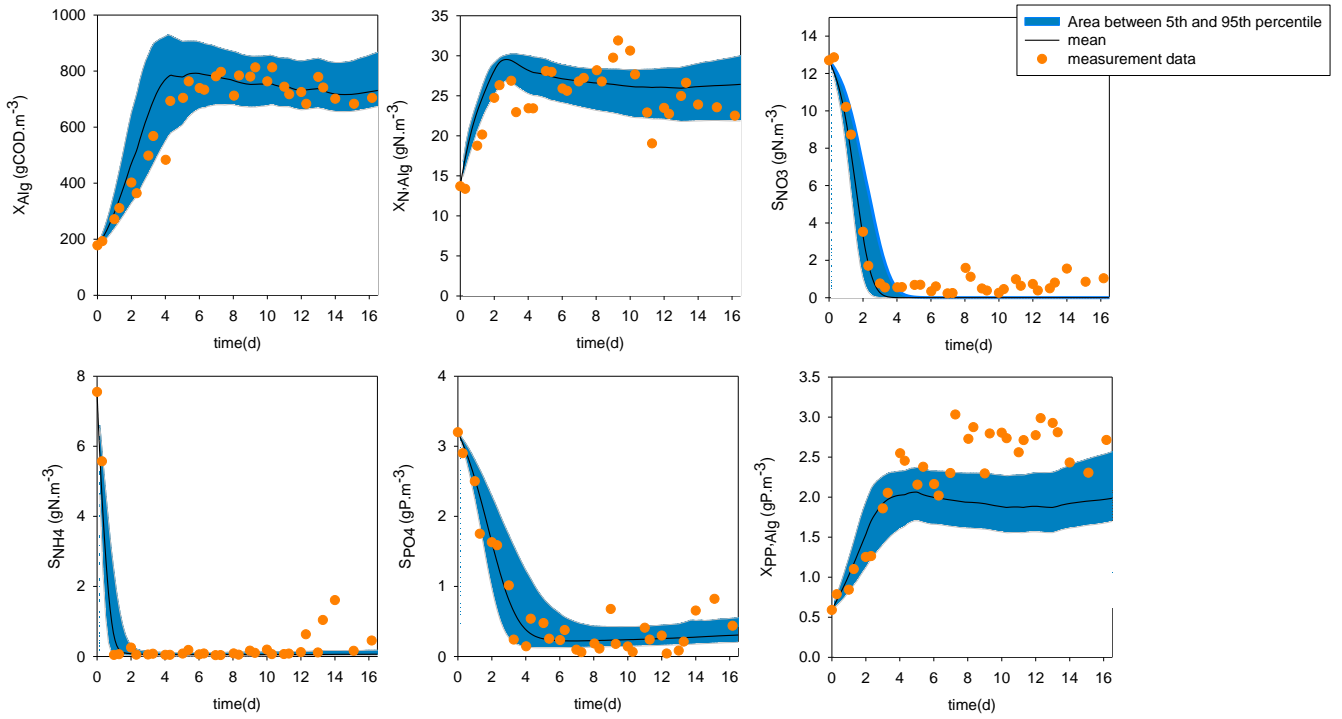 Area between 5th and 95th percentile
mean
measurement data
1000
800
600
400
200
0
0 2 4 6 8 10 12 14 16
time(d)
XAlg (gCOD.m-3)
35
30
25
20
15
10
5
0
0 2 4 6 8 10 12 14 16
time(d)
XN,Alg (gN.m-3)
14
12
10
8
6
4
2
0
0 2 4 6 8 10 12 14 16
time(d)
SNO3 (gN.m-3)
8
6
4
2
0
0 2 4 6 8 10 12 14 16
time(d)
SNH4 (gN.m-3)
4
3
2
1
0
0 2 4 6 8 10 12 14 16
time(d)
SPO4 (gP.m-3)
3.5
3.0
2.5
2.0
1.5
1.0
0.5
0.0
0 2 4 6 8 10 12 14 16
time(d)
XPP,Alg (gP.m-3)